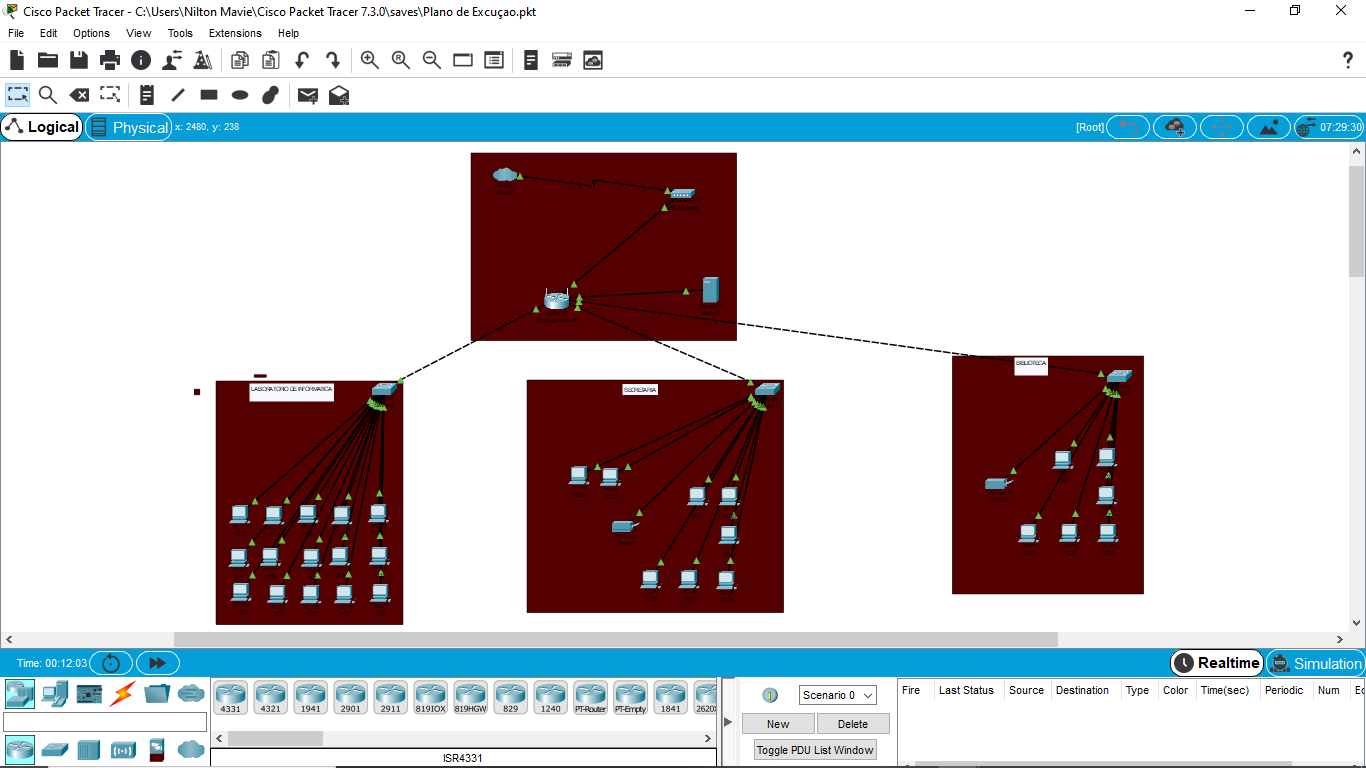 Cisco Packet Tracer - C:\Users\Nilton Mavie\Cisco Packet Tracer 7.3.0\saves\Plano de Excuçao.pkt
File Edit Options View Tools Extensions Help
Logical Physical x: 2480, y: 238 [Root] 07:29:30
BIBLIOTECA
LABORATORIO DE INFORMATICA SECRETARIA
Time: 00:12:03 Realtime Simulation
Scenario 0 Fire Last Status Source Destination Type Color Time(sec) Periodic Num
4331 4321 1941 2901 2911 819IOX 819HGW 829 1240 PT-Router PT-Empty 1841 2620X
New Delete
Toggle PDU List Window
ISR4331